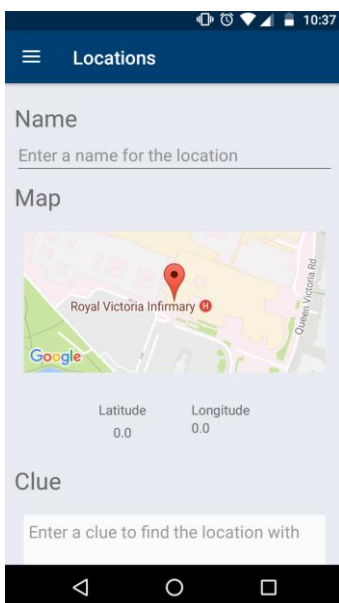 10:37
Locations
Name
Enter a name for the location
Map
Queen Victoria Rd
Royal Victoria Infirmary H
Google
Latitude
Longitude
0.0
0.0
Clue
Enter a clue to find the location with